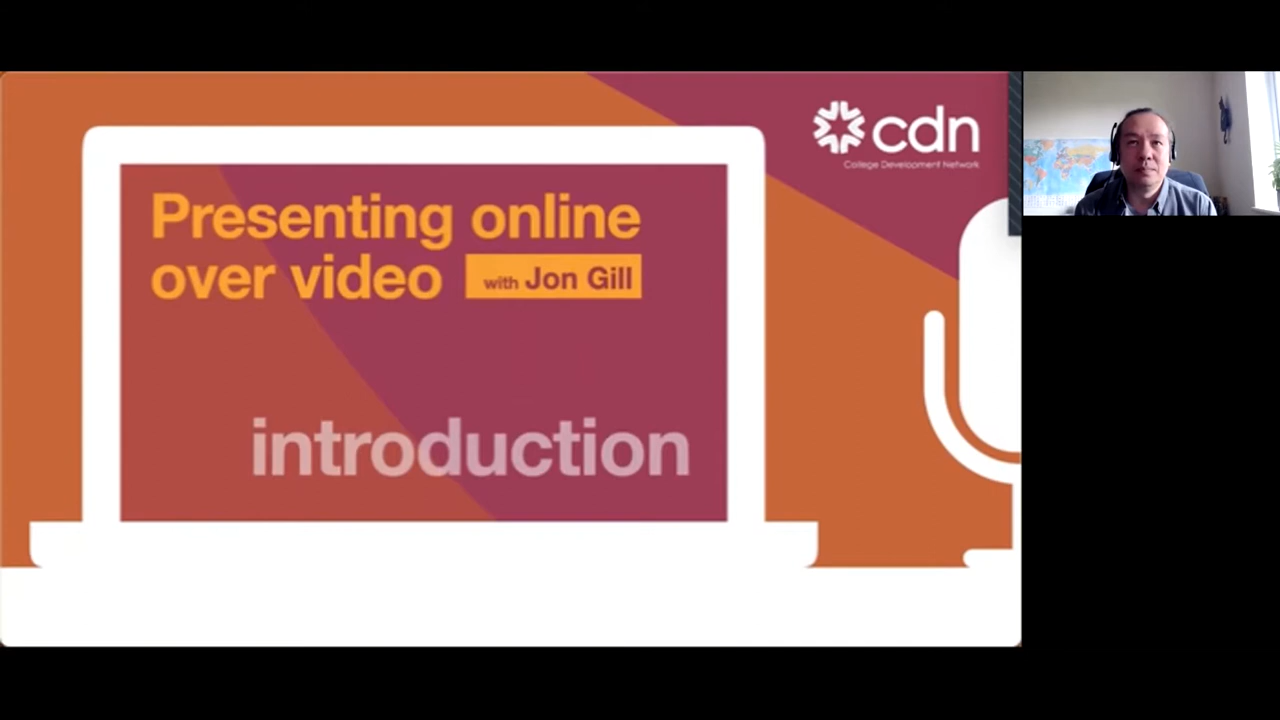 cdn
College Development Network
Presenting online
over video with Jon Gill
introduction